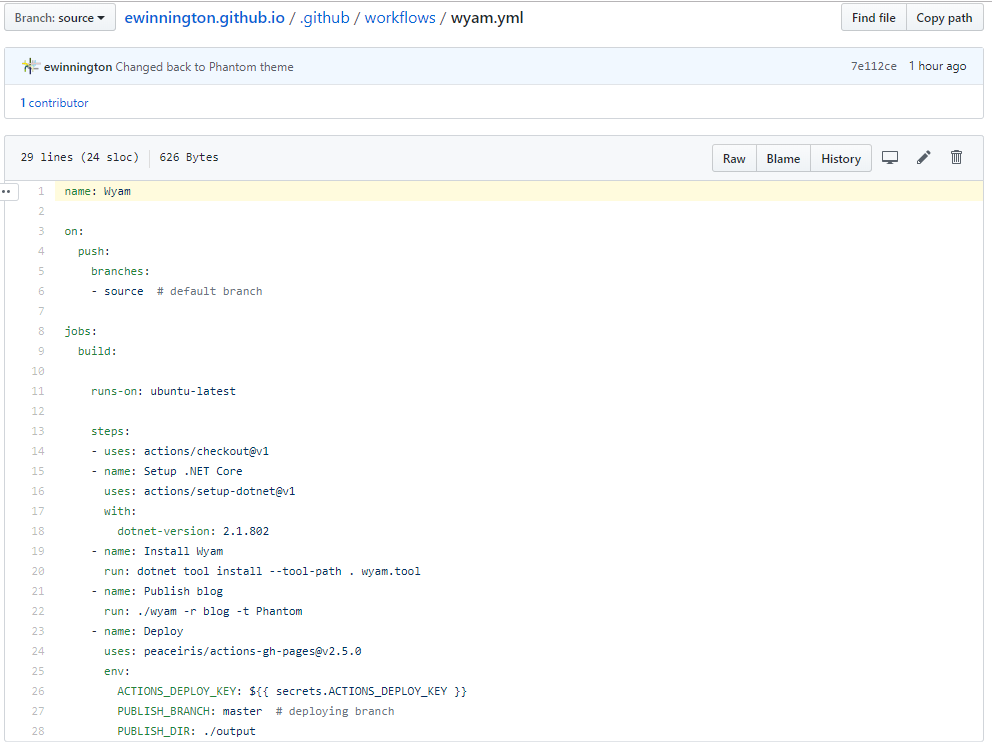 Branch: source
ewinnington.github.io / .github / workflows / wyam.yml
Find file
Copy path
ewinnington Changed back to Phantom theme
7e112ce 1 hour ago
1 contributor
29 lines (24 sloc)
626 Bytes
Raw
Blame
History
1 name: Wyam
2
3 on:
4   push:
5     branches:
6     - source  # default branch
7
8 jobs:
9   build:
10
11     runs-on: ubuntu-latest
12
13     steps:
14     - uses: actions/checkout@v1
15     - name: Setup .NET Core
16       uses: actions/setup-dotnet@v1
17       with:
18         dotnet-version: 2.1.802
19     - name: Install Wyam
20       run: dotnet tool install --tool-path . wyam.tool
21     - name: Publish blog
22       run: ./wyam -r blog -t Phantom
23     - name: Deploy
24       uses: peaceiris/actions-gh-pages@v2.5.0
25       env:
26         ACTIONS_DEPLOY_KEY: ${{ secrets.ACTIONS_DEPLOY_KEY }}
27         PUBLISH_BRANCH: master  # deploying branch
28         PUBLISH_DIR: ./output